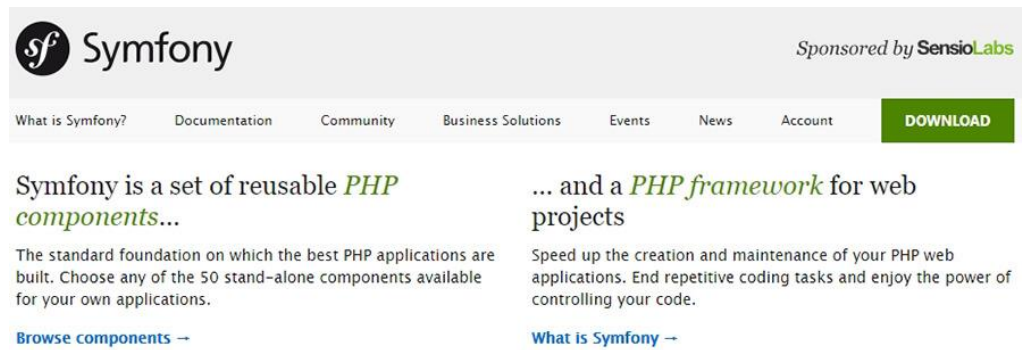 sf Symfony
Sponsored by SensioLabs
What is Symfony? Documentation Community Business Solutions Events News Account DOWNLOAD
Symfony is a set of reusable PHP
components...
The standard foundation on which the best PHP applications are
built. Choose any of the 50 stand-alone components available
for your own applications.
Browse components →
... and a PHP framework for web
projects
Speed up the creation and maintenance of your PHP web
applications. End repetitive coding tasks and enjoy the power of
controlling your code.
What is Symfony →